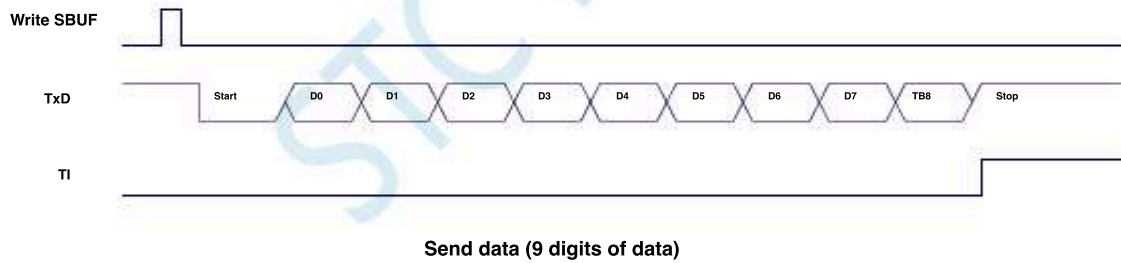 Write SBUF
TxD Start D0 D1 D2 D3 D4 D5 D6 D7 TB8 Stop
TI
Send data (9 digits of data)
STC